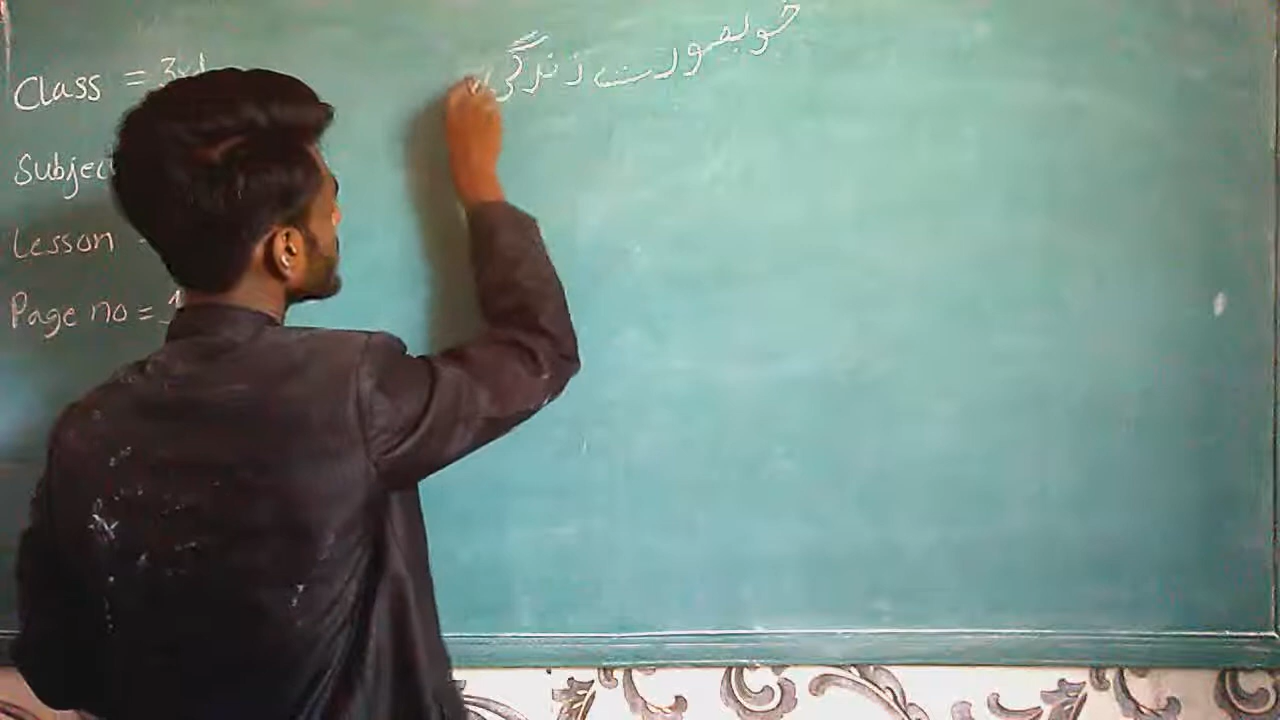 خوبصورت زندگی
Class = 3rd
Subject
Lesson -
Page no = 1